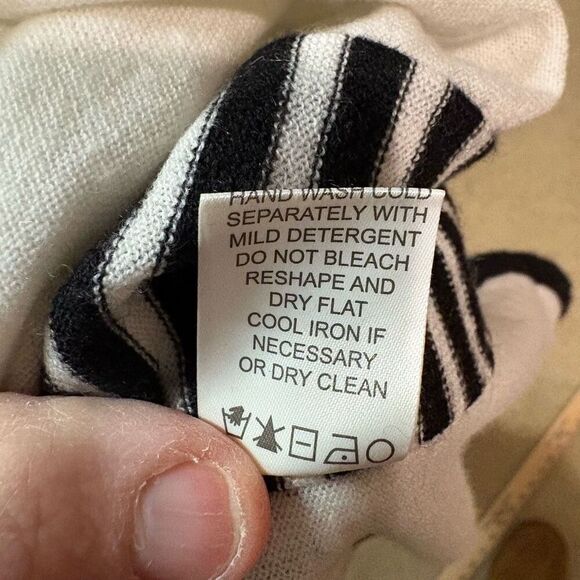 HAND WASH COLD
SEPARATELY WITH
MILD DETERGENT
DO NOT BLEACH
RESHAPE AND
DRY FLAT
COOL IRON IF
NECESSARY
OR DRY CLEAN